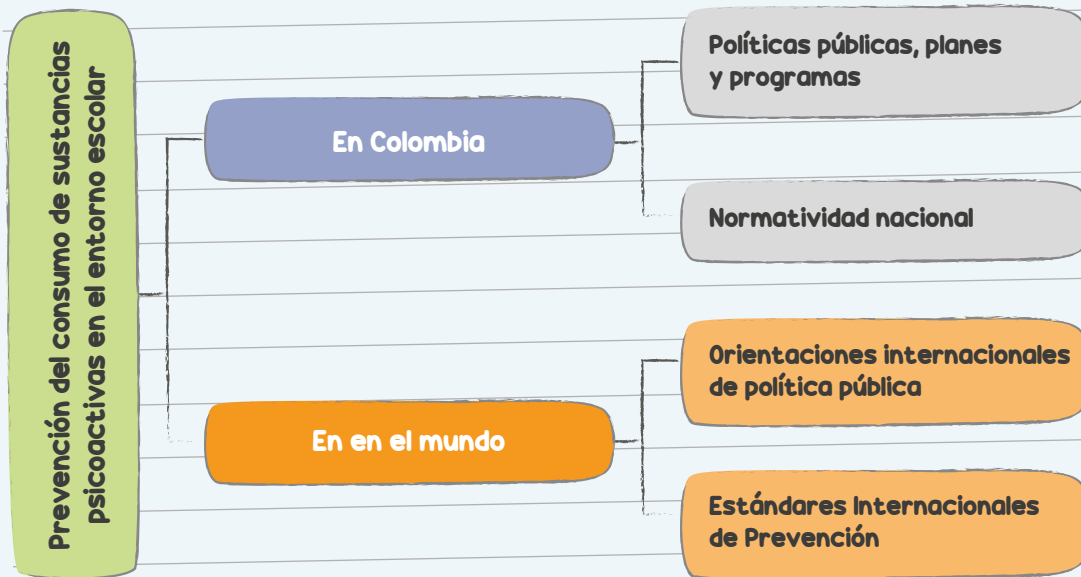 Prevención del consumo de sustancias
psicoactivas en el entorno escolar
En Colombia
Políticas públicas, planes
y programas
Normatividad nacional
En en el mundo
Orientaciones internacionales
de política pública
Estándares Internacionales
de Prevención